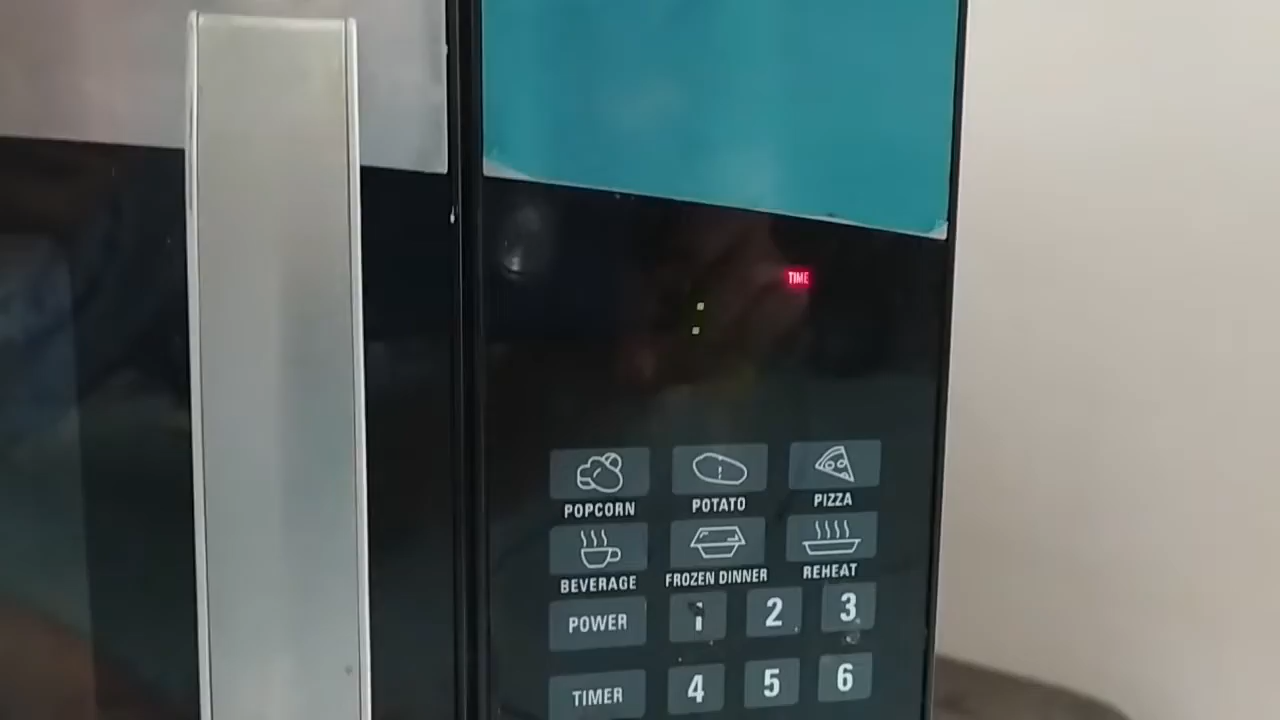 TIME
:
POPCORN POTATO PIZZA
BEVERAGE FROZEN DINNER REHEAT
POWER 1 2 3
TIMER 4 5 6